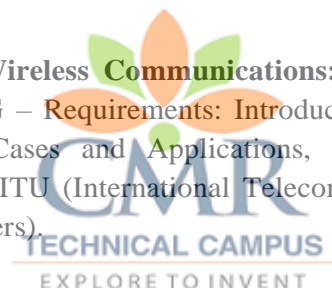 Wireless Communications:
– Requirements: Introduc
Cases and Applications,
ITU (International Telecom
ers).
CMR
TECHNICAL CAMPUS
EXPLORE TO INVENT